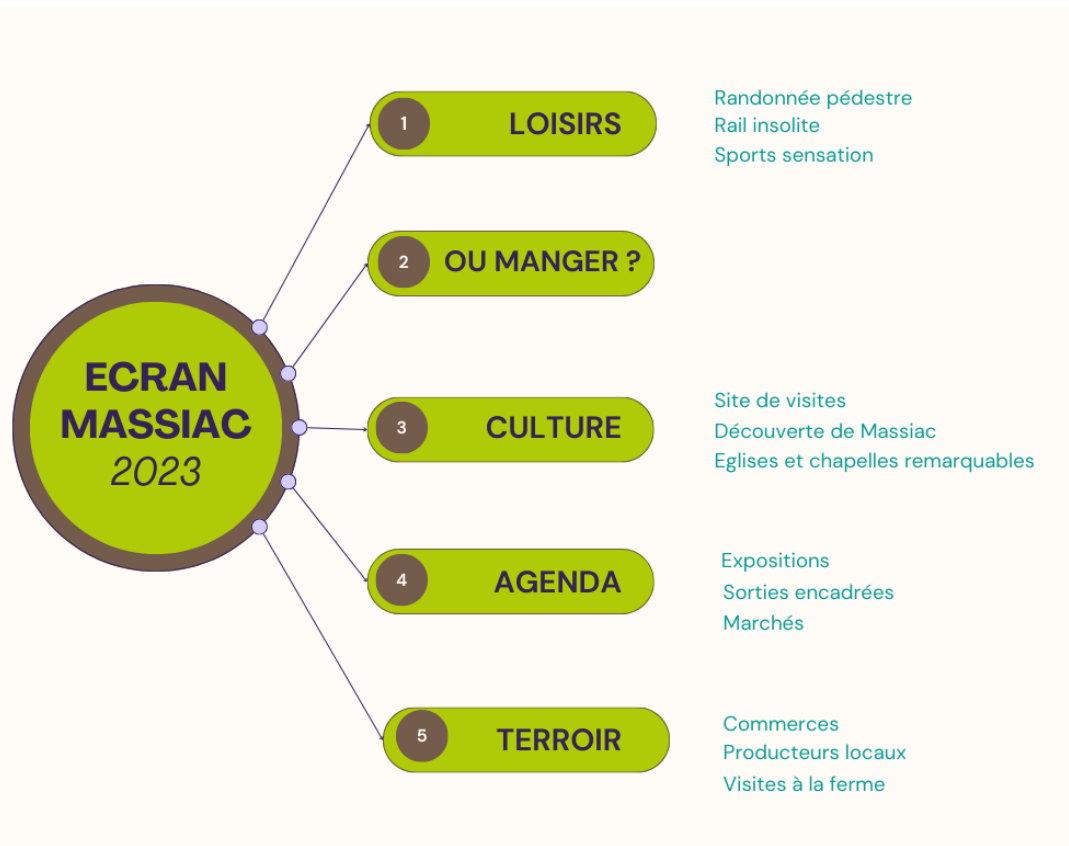 ECRAN
MASSIAC
2023
1
LOISIRS
Randonnée pédestre
Rail insolite
Sports sensation
2
OU MANGER ?
3
CULTURE
Site de visites
Découverte de Massiac
Eglises et chapelles remarquables
4
AGENDA
Expositions
Sorties encadrées
Marchés
5
TERROIR
Commerces
Producteurs locaux
Visites à la ferme